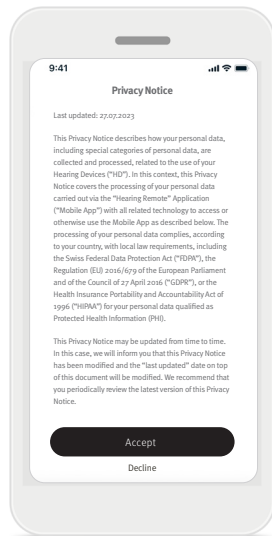 9:41
Privacy Notice
Last updated: 27.07.2023
This Privacy Notice describes how your personal data,
including special categories of personal data, are
collected and processed, related to the use of your
Hearing Devices (“HD”). In this context, this Privacy
Notice covers the processing of your personal data
carried out via the “Hearing Remote” Application
(“Mobile App”) with all related technology to access or
otherwise use the Mobile App as described below. The
processing of your personal data complies, according
to your country, with local law requirements, including
the Swiss Federal Data Protection Act (“FDPA”), the
Regulation (EU) 2016/679 of the European Parliament
and of the Council of 27 April 2016 (“GDPR”), or the
Health Insurance Portability and Accountability Act of
1996 (“HIPAA”) for your personal data qualified as
Protected Health Information (PHI).
This Privacy Notice may be updated from time to time.
In this case, we will inform you that this Privacy Notice
has been modified and the “last updated” date on top
of this document will be modified. We recommend that
you periodically review the latest version of this Privacy
Notice.
Accept
Decline